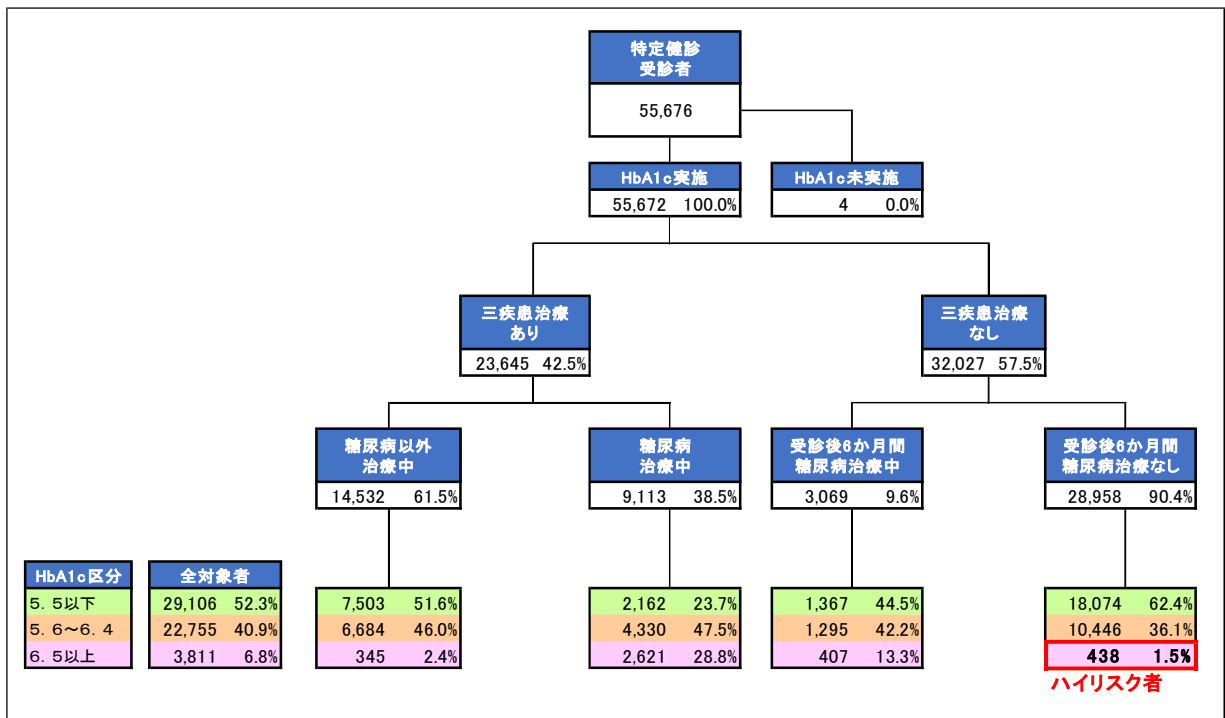 特定健診
受診者
55,676
HbA1c実施
55,672 100.0%
HbA1c未実施
4 0.0%
三疾患治療
あり
23,645 42.5%
三疾患治療
なし
32,027 57.5%
糖尿病以外
治療中
14,532 61.5%
糖尿病
治療中
9,113 38.5%
受診後6か月間
糖尿病治療中
3,069 9.6%
受診後6か月間
糖尿病治療なし
28,958 90.4%
HbA1c区分 全対象者
5．5以下 29,106 52.3% 7,503 51.6% 2,162 23.7% 1,367 44.5% 18,074 62.4%
5．6～6．4 22,755 40.9% 6,684 46.0% 4,330 47.5% 1,295 42.2% 10,446 36.1%
6．5以上 3,811 6.8% 345 2.4% 2,621 28.8% 407 13.3% 438 1.5%
ハイリスク者